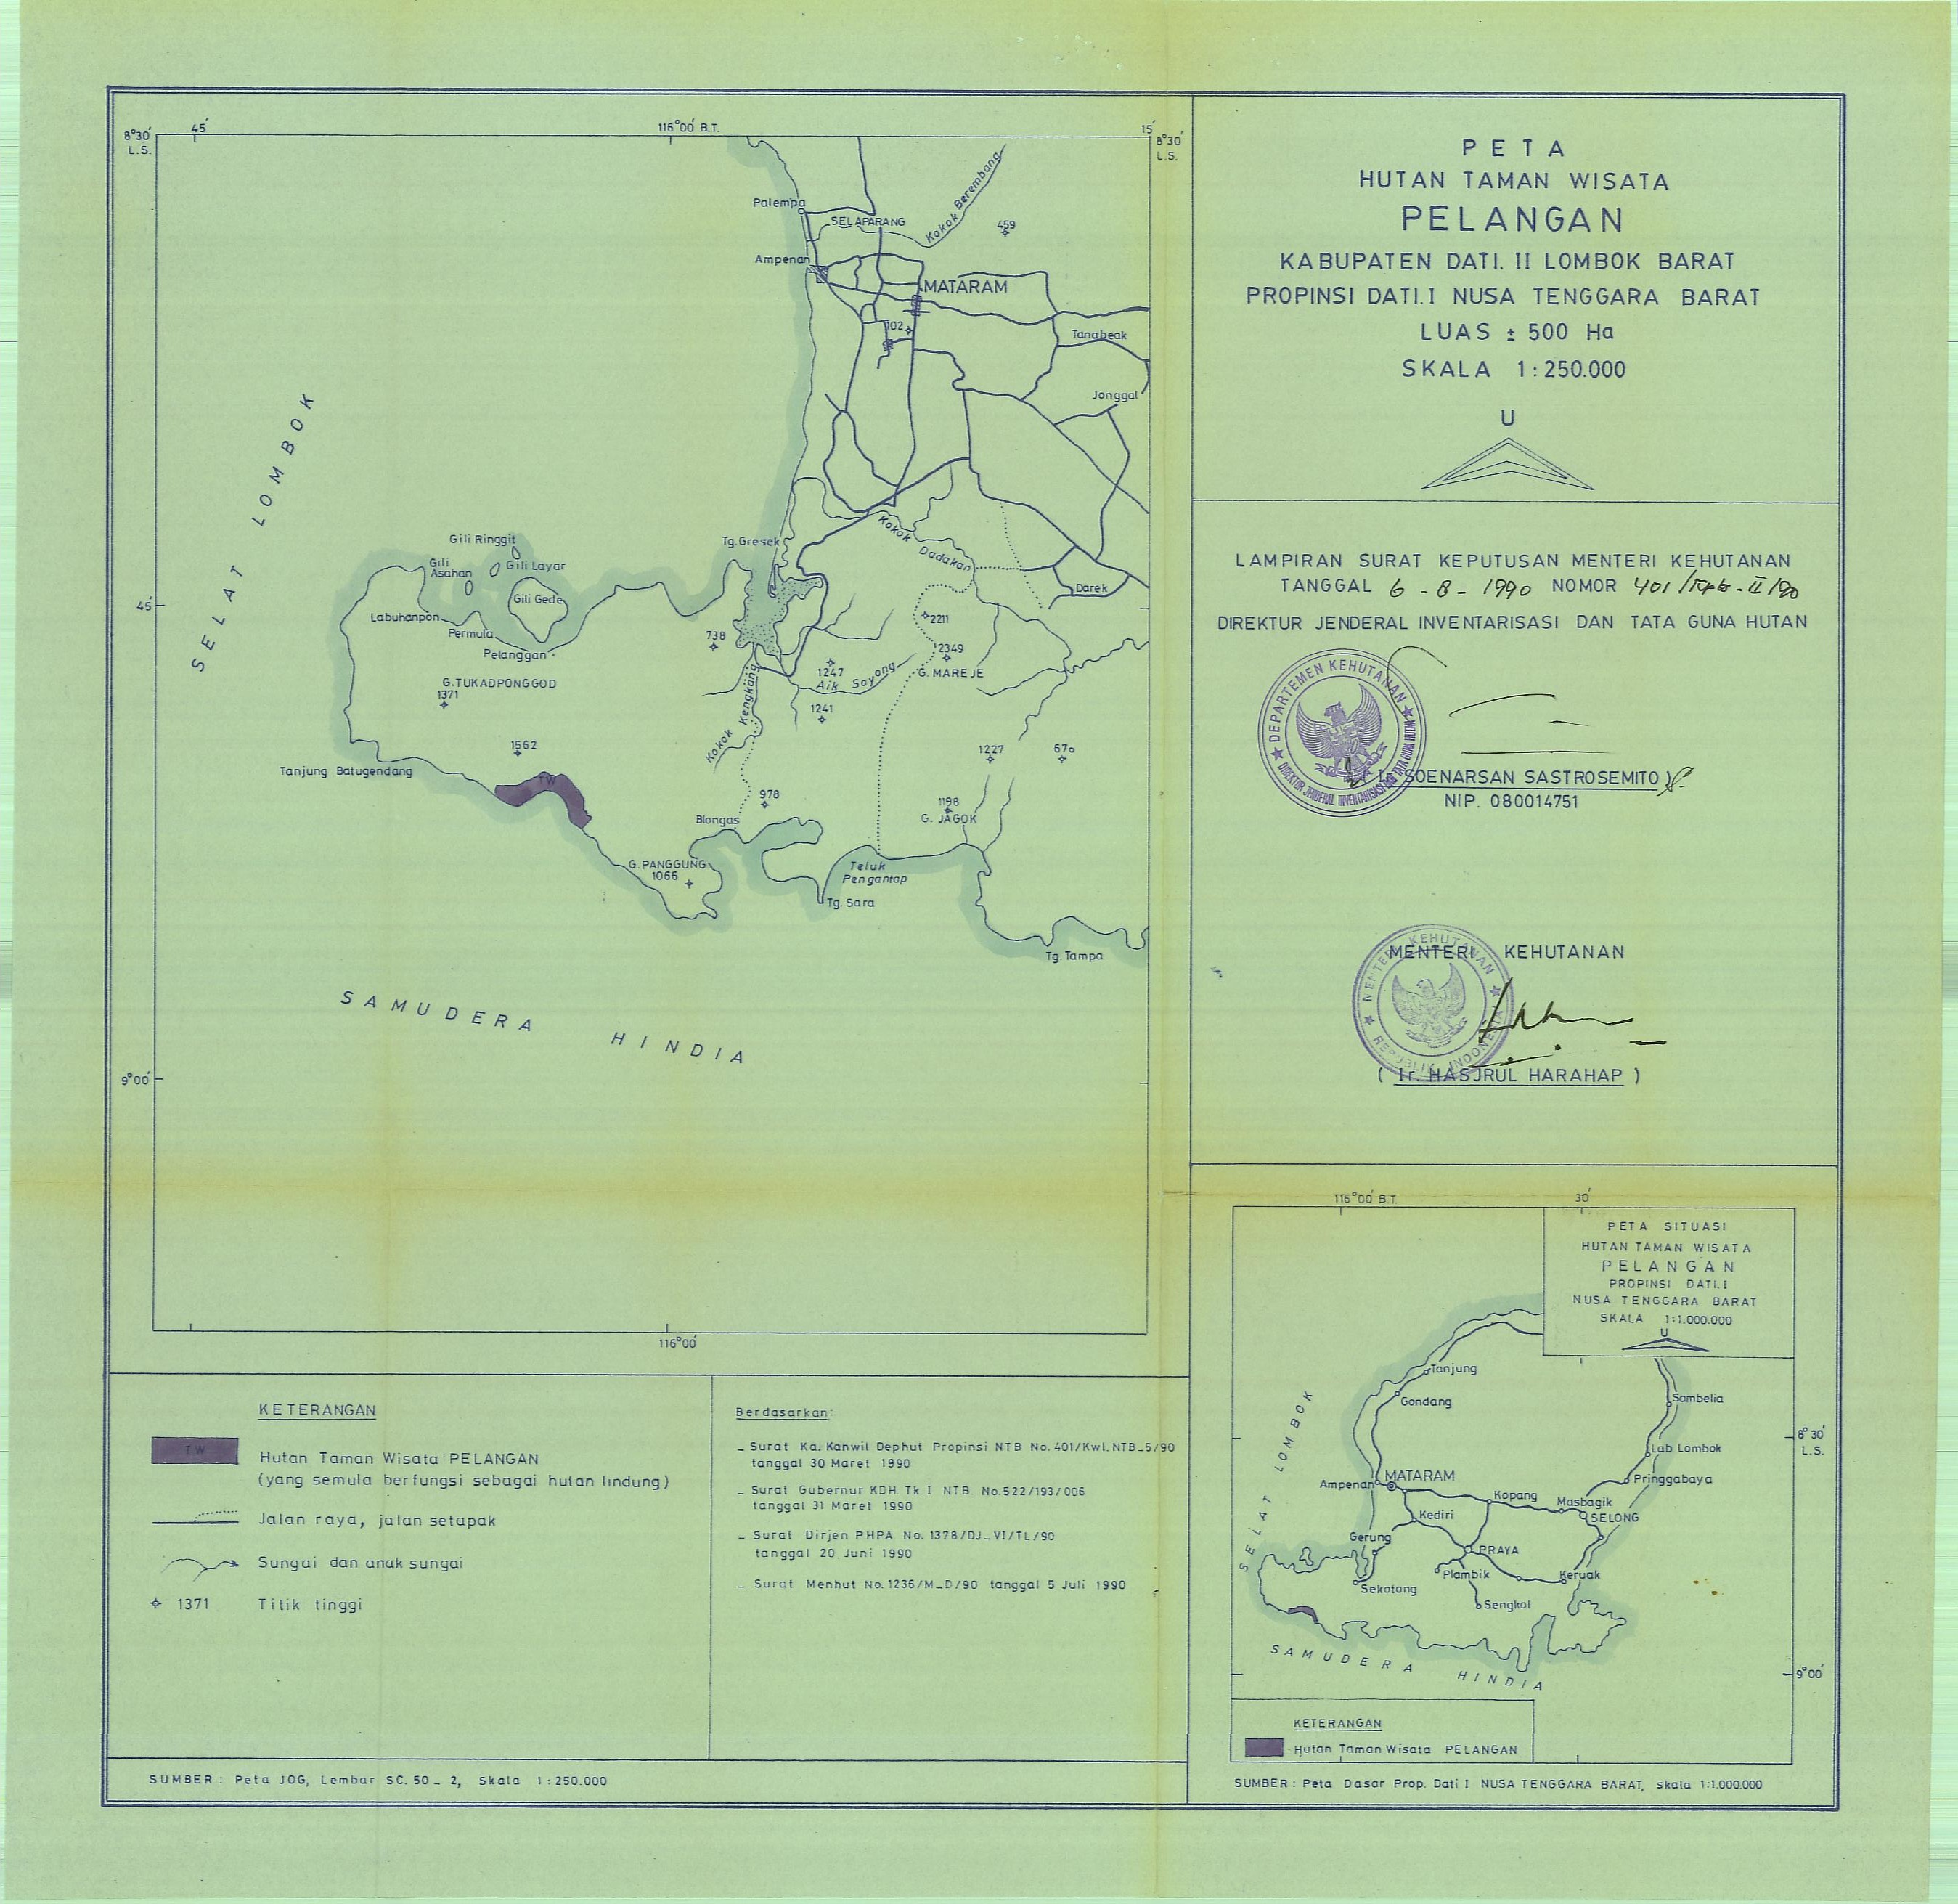 PETA
HUTAN TAMAN WISATA
PELANGAN
KABUPATEN DATI. II LOMBOK BARAT
PROPINSI DATI.I NUSA TENGGARA BARAT
LUAS ± 500 Ha
SKALA 1:250.000
U
LAMPIRAN SURAT KEPUTUSAN MENTERI KEHUTANAN
TANGGAL 6 - 8 - 1990 NOMOR 401/Kpts-II/90
DIREKTUR JENDERAL INVENTARISASI DAN TATA GUNA HUTAN
DEPARTEMEN KEHUTANAN
DIREKTUR JENDERAL INVENTARISASI DAN TATA GUNA HUTAN
( Ir. SOENARSAN SASTROSEMITO )
NIP. 080014751
MENTERI KEHUTANAN
MENTERI KEHUTANAN
REPUBLIK INDONESIA
( Ir. HASJRUL HARAHAP )
8°30'
L.S.
45'
116°00' B.T.
15'
8°30'
L.S.
Palempa
SELAPARANG
Kokok Berembang
459
Ampenan
MATARAM
102
Tanabeak
Jonggal
SELAT LOMBOK
Gili Ringgit
Gili
Asahan
Gili Layar
Gili Gede
Tg.Gresek
Kokok Dadakan
Darek
45'
Labuhanpon
Permula
Pelanggan
738
2211
2349
G. MAREJE
1247
Aik Sayong
G.TUKADPONGGOD
1371
1241
Kokok Kengkang
1562
1227
670
Tanjung Batugendang
TW
978
1198
G. JAGOK
Blongas
G.PANGGUNG
1066
Teluk
Pengantap
Tg. Sara
Tg. Tampa
SAMUDERA HINDIA
9°00'
116°00'
KETERANGAN
TW
Hutan Taman Wisata PELANGAN
(yang semula berfungsi sebagai hutan lindung)
Jalan raya, jalan setapak
Sungai dan anak sungai
1371 Titik tinggi
Berdasarkan:
_ Surat Ka. Kanwil Dephut Propinsi NTB No. 401/Kwl.NTB_5/90
tanggal 30 Maret 1990
_ Surat Gubernur KDH. Tk.I NTB. No.522/193/006
tanggal 31 Maret 1990
_ Surat Dirjen PHPA No. 1378/DJ_VI/TL/90
tanggal 20 Juni 1990
_ Surat Menhut No.1236/M_D/90 tanggal 5 Juli 1990
SUMBER: Peta JOG, Lembar SC. 50_2, Skala 1:250.000
116°00' B.T.
30'
PETA SITUASI
HUTAN TAMAN WISATA
PELANGAN
PROPINSI DATI.I
NUSA TENGGARA BARAT
SKALA 1:1.000.000
U
Tanjung
Gondang
Sambelia
8°30'
L.S.
Lab Lombok
Pringgabaya
SELAT LOMBOK
Ampenan
MATARAM
Kopang
Masbagik
SELONG
Kediri
Gerung
PRAYA
Plambik
Keruak
Sekotong
Sengkol
SAMUDERA HINDIA
9°00'
KETERANGAN
Hutan Taman Wisata PELANGAN
SUMBER: Peta Dasar Prop. Dati I NUSA TENGGARA BARAT, skala 1:1.000.000